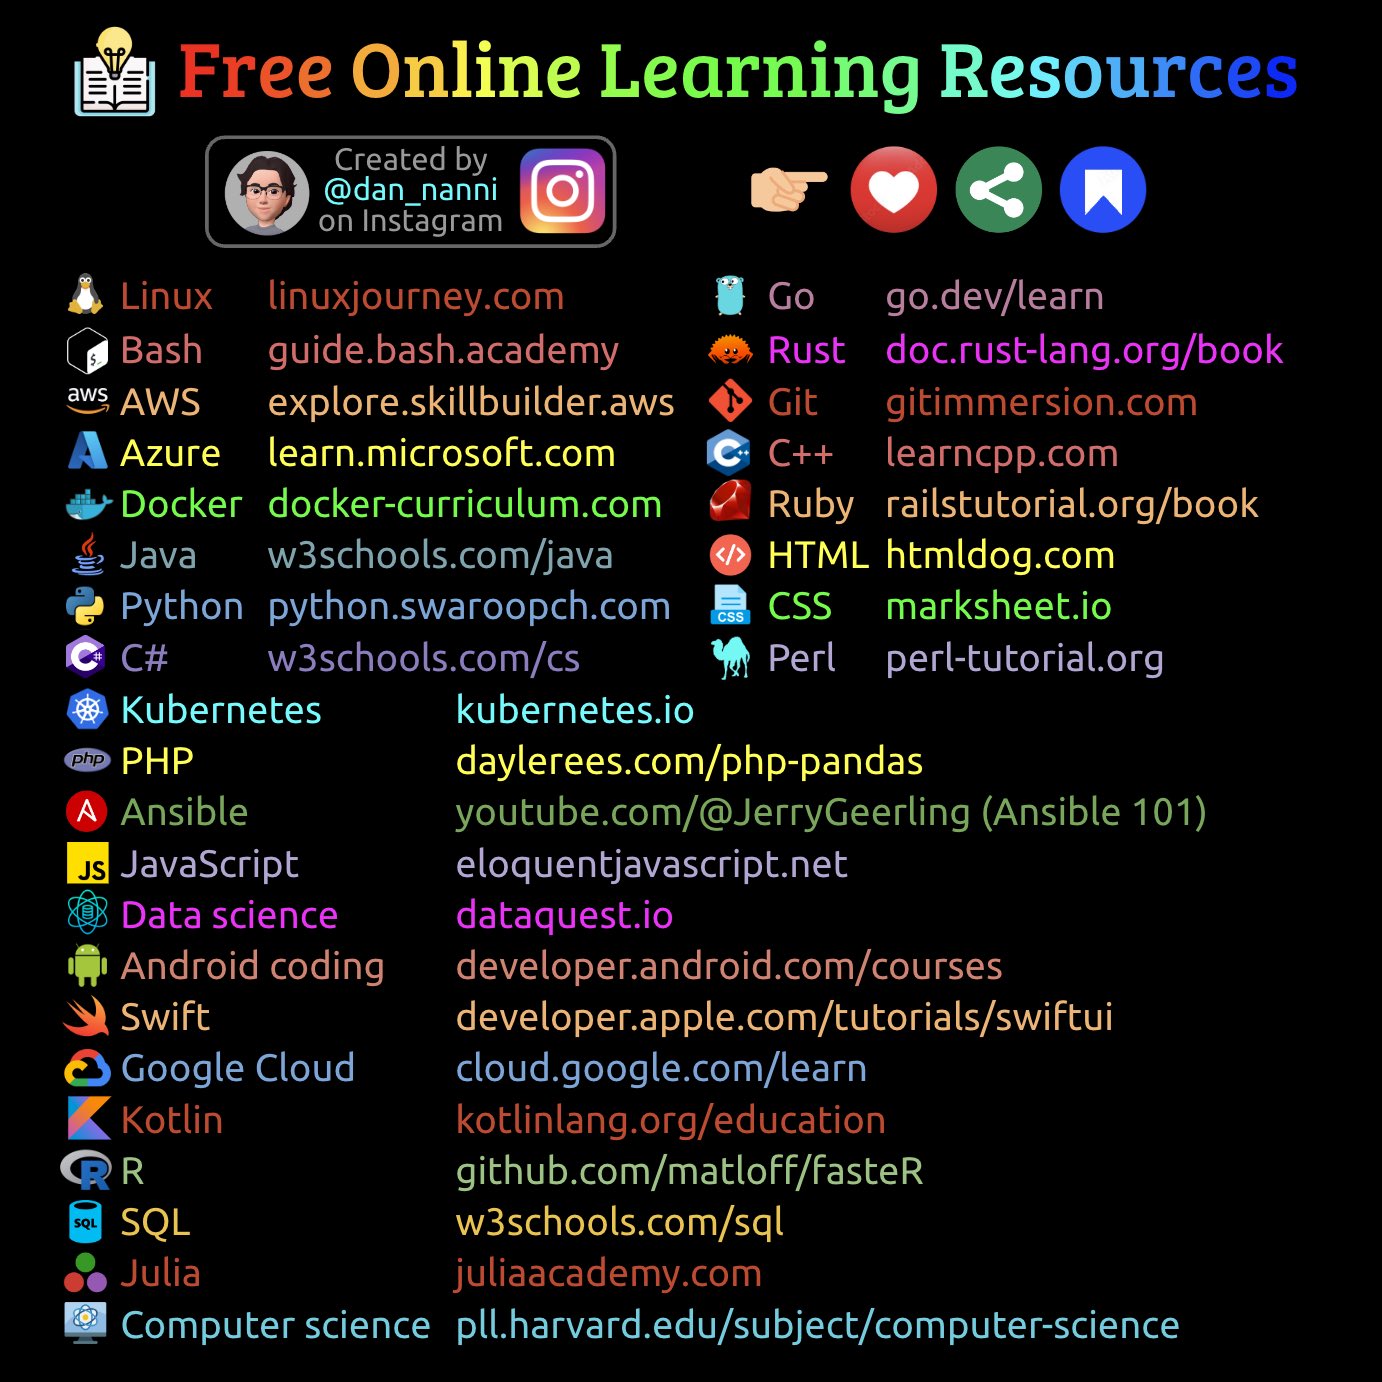 Free Online Learning Resources
Created by
@dan_nanni
on Instagram
Linux linuxjourney.com
Go go.dev/learn
$_
Bash guide.bash.academy
Rust doc.rust-lang.org/book
aws
AWS explore.skillbuilder.aws
Git gitimmersion.com
Azure learn.microsoft.com
C++
C++ learncpp.com
Docker docker-curriculum.com
Ruby railstutorial.org/book
Java w3schools.com/java
</>
HTML htmldog.com
Python python.swaroopch.com
CSS
CSS marksheet.io
C#
C# w3schools.com/cs
Perl perl-tutorial.org
Kubernetes kubernetes.io
php
PHP daylerees.com/php-pandas
A
Ansible youtube.com/@JerryGeerling (Ansible 101)
JS
JavaScript eloquentjavascript.net
Data science dataquest.io
Android coding developer.android.com/courses
Swift developer.apple.com/tutorials/swiftui
Google Cloud cloud.google.com/learn
Kotlin kotlinlang.org/education
R
R github.com/matloff/fasteR
SQL
SQL w3schools.com/sql
Julia juliaacademy.com
Computer science pll.harvard.edu/subject/computer-science